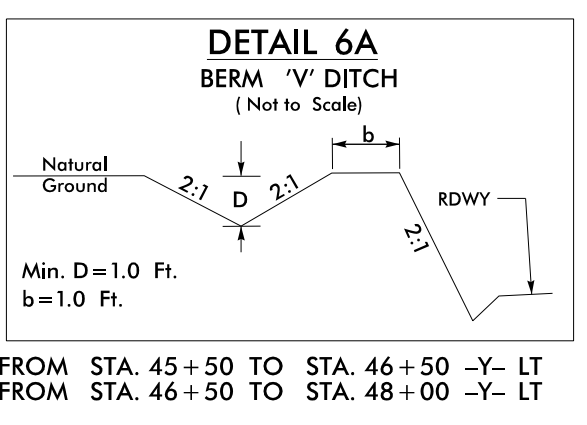 DETAIL 6A
BERM 'V' DITCH
( Not to Scale)
b
Natural
Ground
2:1
D
2:1
RDWY
2:1
Min. D=1.0 Ft.
b=1.0 Ft.
FROM STA. 45+50 TO STA. 46+50 -Y- LT
FROM STA. 46+50 TO STA. 48+00 -Y- LT